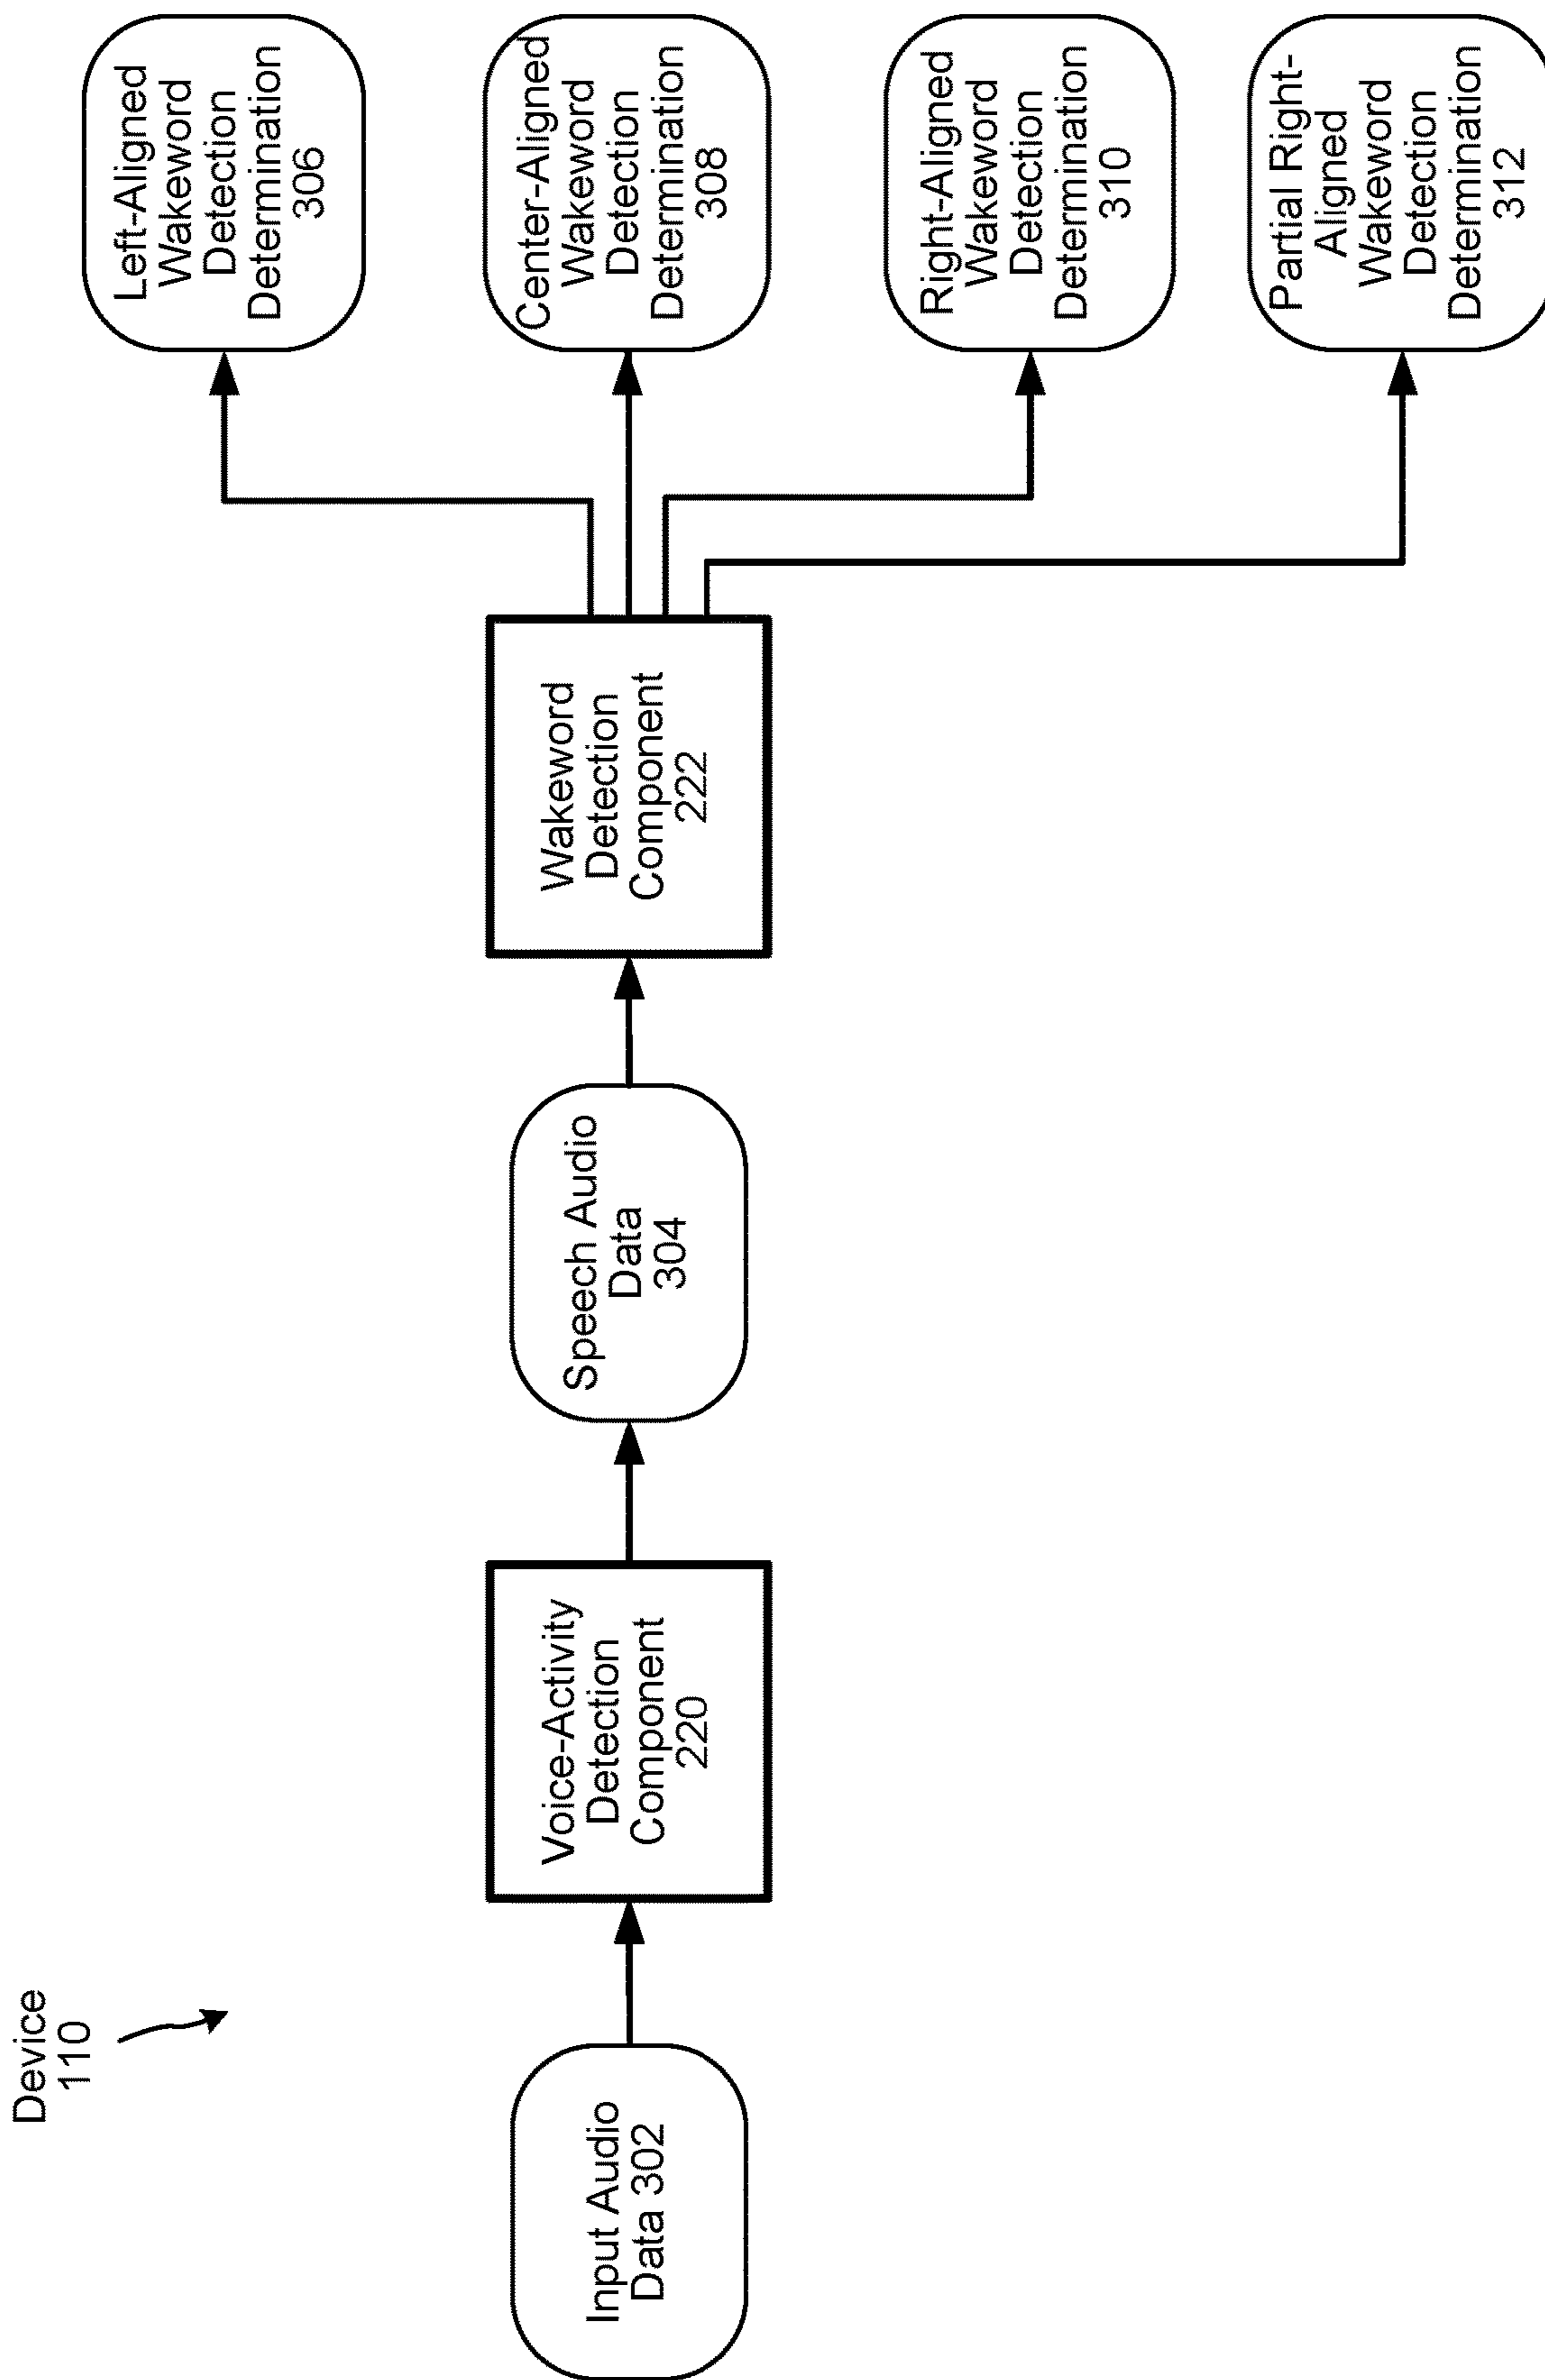 Device
110
Input Audio
Data 302
Voice-Activity
Detection
Component
220
Speech Audio
Data
304
Wakeword
Detection
Component
222
Left-Aligned
Wakeword
Detection
Determination
306
Center-Aligned
Wakeword
Detection
Determination
308
Right-Aligned
Wakeword
Detection
Determination
310
Partial Right-
Aligned
Wakeword
Detection
Determination
312